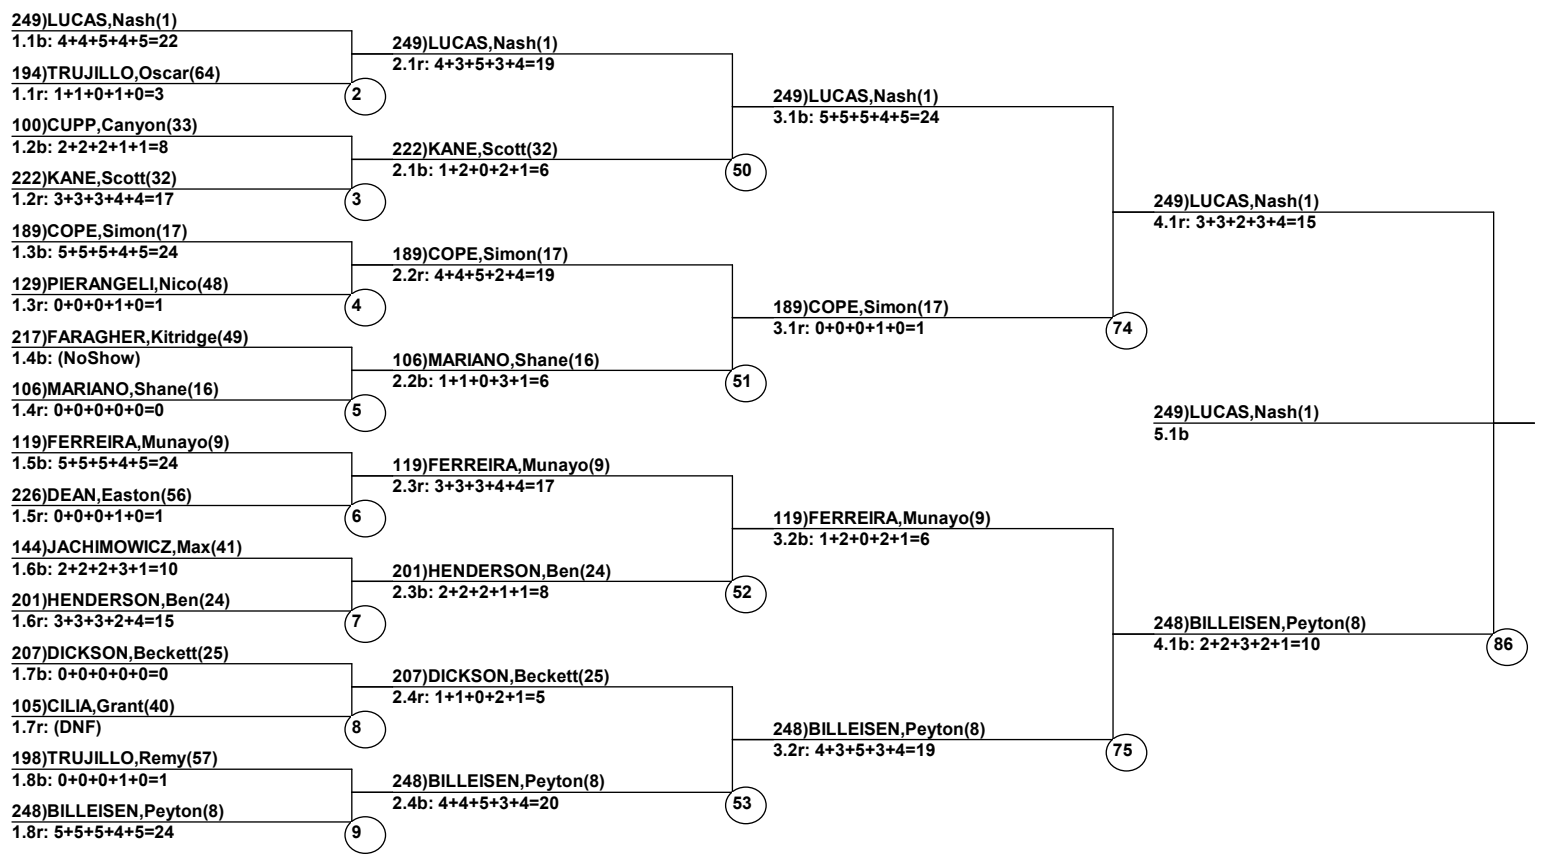 249)LUCAS,Nash(1)
1.1b: 4+4+5+4+5=22
194)TRUJILLO,Oscar(64)
1.1r: 1+1+0+1+0=3
2
100)CUPP,Canyon(33)
1.2b: 2+2+2+1+1=8
222)KANE,Scott(32)
1.2r: 3+3+3+4+4=17
3
189)COPE,Simon(17)
1.3b: 5+5+5+4+5=24
129)PIERANGELI,Nico(48)
1.3r: 0+0+0+1+0=1
4
217)FARAGHER,Kitridge(49)
1.4b: (NoShow)
106)MARIANO,Shane(16)
1.4r: 0+0+0+0+0=0
5
119)FERREIRA,Munayo(9)
1.5b: 5+5+5+4+5=24
226)DEAN,Easton(56)
1.5r: 0+0+0+1+0=1
6
144)JACHIMOWICZ,Max(41)
1.6b: 2+2+2+3+1=10
201)HENDERSON,Ben(24)
1.6r: 3+3+3+2+4=15
7
207)DICKSON,Beckett(25)
1.7b: 0+0+0+0+0=0
105)CILIA,Grant(40)
1.7r: (DNF)
8
198)TRUJILLO,Remy(57)
1.8b: 0+0+0+1+0=1
248)BILLEISEN,Peyton(8)
1.8r: 5+5+5+4+5=24
9
249)LUCAS,Nash(1)
2.1r: 4+3+5+3+4=19
222)KANE,Scott(32)
2.1b: 1+2+0+2+1=6
50
189)COPE,Simon(17)
2.2r: 4+4+5+2+4=19
106)MARIANO,Shane(16)
2.2b: 1+1+0+3+1=6
51
119)FERREIRA,Munayo(9)
2.3r: 3+3+3+4+4=17
201)HENDERSON,Ben(24)
2.3b: 2+2+2+1+1=8
52
207)DICKSON,Beckett(25)
2.4r: 1+1+0+2+1=5
248)BILLEISEN,Peyton(8)
2.4b: 4+4+5+3+4=20
53
249)LUCAS,Nash(1)
3.1b: 5+5+5+4+5=24
189)COPE,Simon(17)
3.1r: 0+0+0+1+0=1
74
119)FERREIRA,Munayo(9)
3.2b: 1+2+0+2+1=6
248)BILLEISEN,Peyton(8)
3.2r: 4+3+5+3+4=19
75
249)LUCAS,Nash(1)
4.1r: 3+3+2+3+4=15
248)BILLEISEN,Peyton(8)
4.1b: 2+2+3+2+1=10
86
249)LUCAS,Nash(1)
5.1b